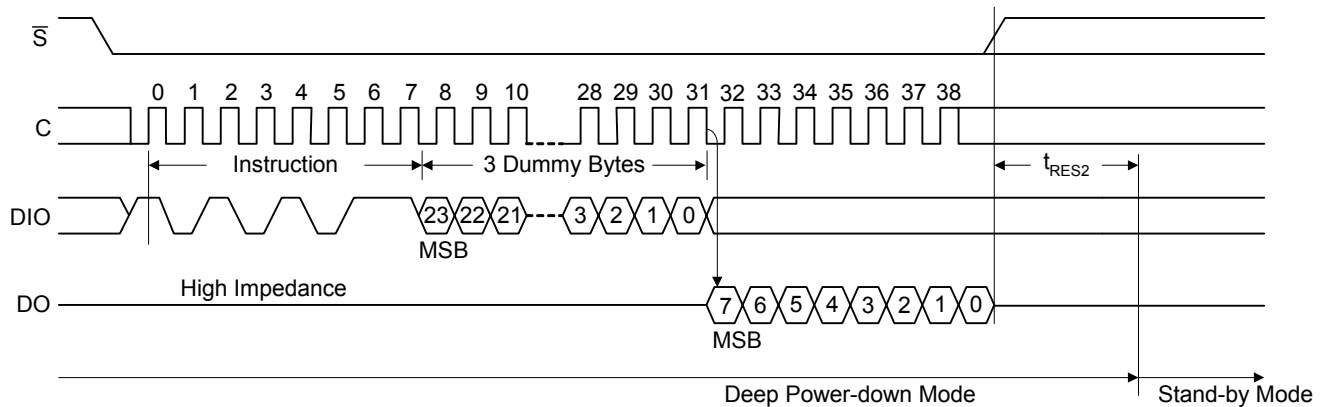 S
0 1 2 3 4 5 6 7 8 9 10 28 29 30 31 32 33 34 35 36 37 38
C
Instruction 3 Dummy Bytes tRES2
DIO 23 22 21 3 2 1 0
MSB
High Impedance
DO 7 6 5 4 3 2 1 0
MSB
Deep Power-down Mode Stand-by Mode